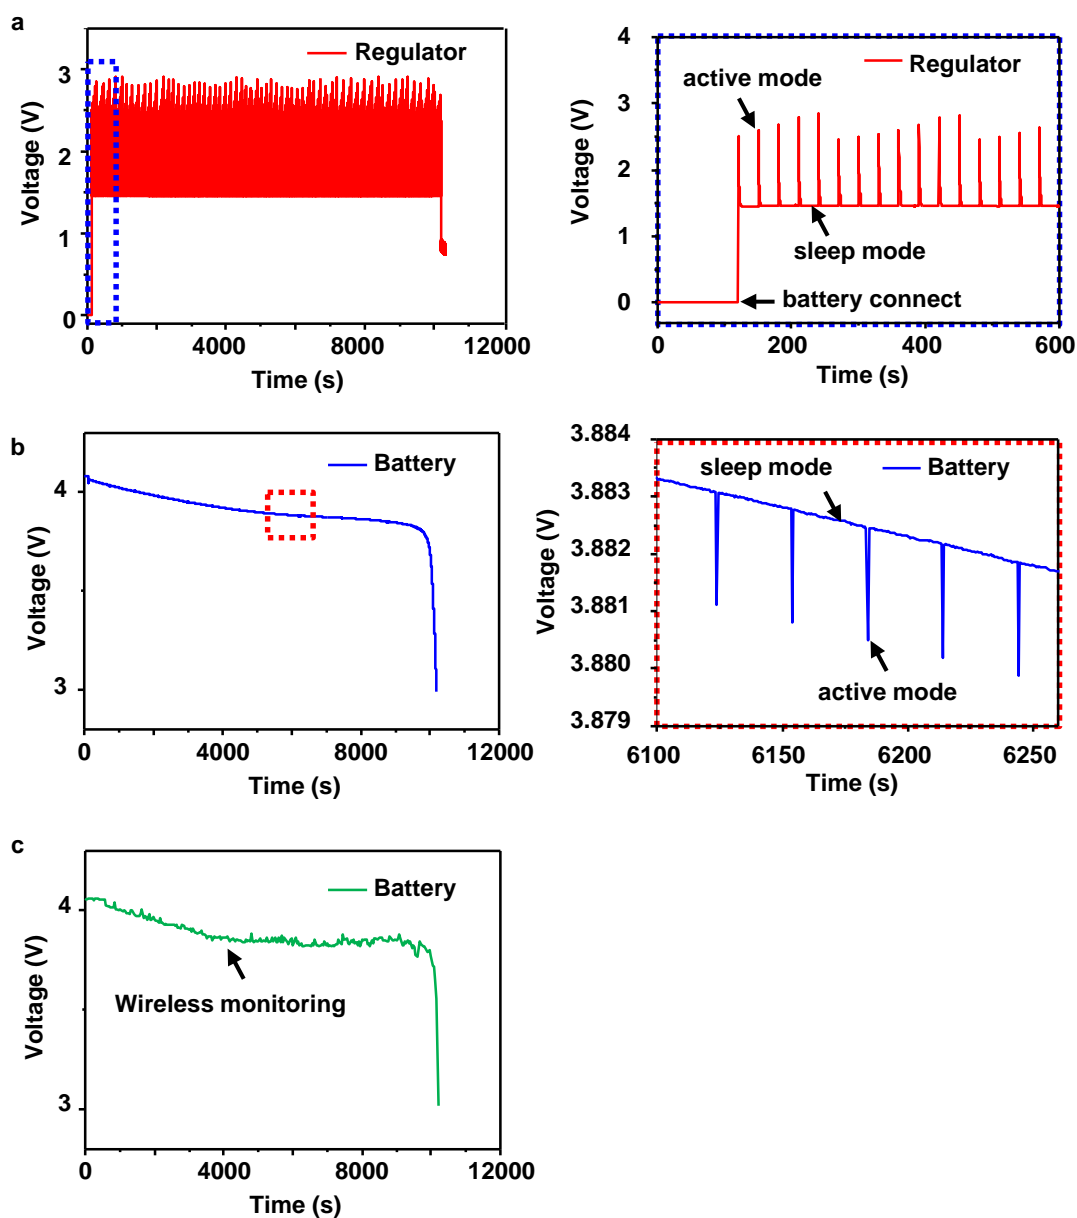 a
Regulator
3
2
1
0
Voltage (V)
0 4000 8000 12000
Time (s)
Regulator
active mode
sleep mode
battery connect
4
3
2
1
0
Voltage (V)
0 200 400 600
Time (s)
b
Battery
4
3
Voltage (V)
0 4000 8000 12000
Time (s)
sleep mode
Battery
active mode
3.884
3.883
3.882
3.881
3.880
3.879
Voltage (V)
6100 6150 6200 6250
Time (s)
c
Battery
Wireless monitoring
4
3
Voltage (V)
0 4000 8000 12000
Time (s)